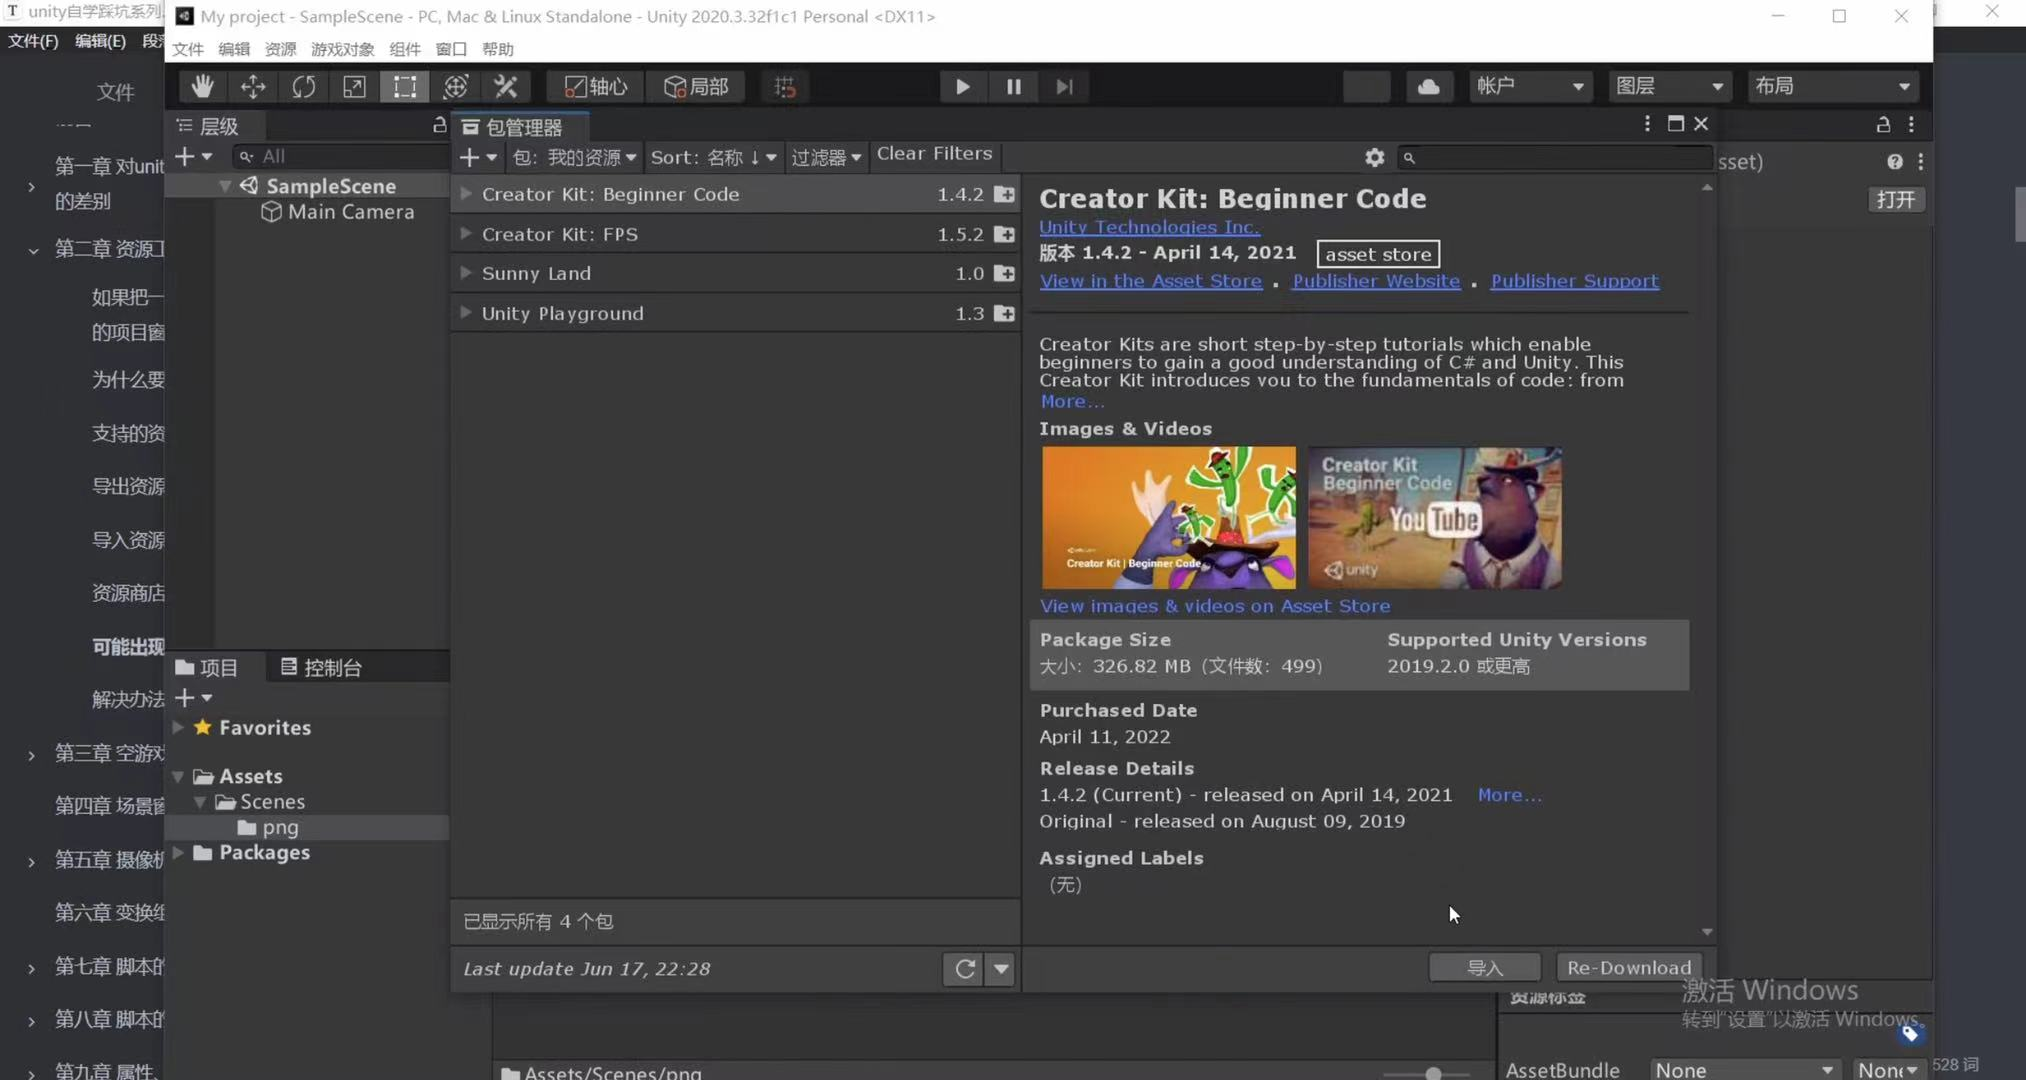 unity自学踩坑系列
My project - SampleScene - PC, Mac & Linux Standalone - Unity 2020.3.32f1c1 Personal <DX11>
文件(F) 编辑(E)
文件 编辑 资源 游戏对象 组件 窗口 帮助
轴心 局部 帐户 图层 布局
文件
层级
All
SampleScene
Main Camera
包管理器
包: 我的资源 Sort: 名称 ↓ 过滤器 Clear Filters
Creator Kit: Beginner Code 1.4.2
Creator Kit: FPS 1.5.2
Sunny Land 1.0
Unity Playground 1.3
已显示所有 4 个包
Last update Jun 17, 22:28
Creator Kit: Beginner Code
Unity Technologies Inc.
版本 1.4.2 - April 14, 2021 asset store
View in the Asset Store . Publisher Website . Publisher Support
Creator Kits are short step-by-step tutorials which enable
beginners to gain a good understanding of C# and Unity. This
Creator Kit introduces you to the fundamentals of code: from
More...
Images & Videos
Creator Kit | Beginner Code
Creator Kit
Beginner Code
YouTube
unity
View images & videos on Asset Store
Package Size Supported Unity Versions
大小: 326.82 MB (文件数: 499) 2019.2.0 或更高
Purchased Date
April 11, 2022
Release Details
1.4.2 (Current) - released on April 14, 2021 More...
Original - released on August 09, 2019
Assigned Labels
(无)
导入 Re-Download
sset)
打开
第一章 对unit
的差别
第二章 资源
如果把一
的项目窗
为什么要
支持的资
导出资源
导入资源
资源商店
可能出现
解决办法
第三章 空游戏
第四章 场景窗
第五章 摄像机
第六章 变换组
第七章 脚本的
第八章 脚本的
第九章 属性、
项目 控制台
Favorites
Assets
Scenes
png
Packages
Assets/Scenes/png
资源标签
激活 Windows
转到"设置"以激活 Windows。
AssetBundle None None
528 词